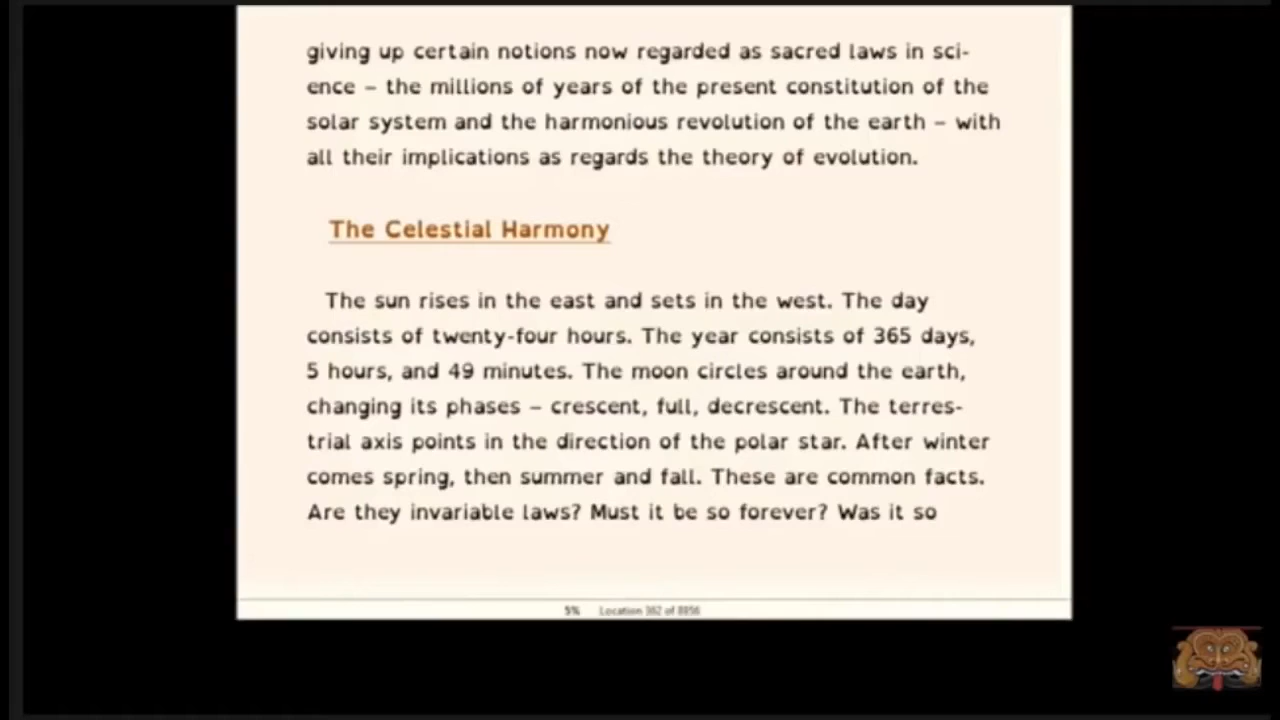 giving up certain notions now regarded as sacred laws in sci-
ence – the millions of years of the present constitution of the
solar system and the harmonious revolution of the earth – with
all their implications as regards the theory of evolution.
The Celestial Harmony
The sun rises in the east and sets in the west. The day
consists of twenty-four hours. The year consists of 365 days,
5 hours, and 49 minutes. The moon circles around the earth,
changing its phases – crescent, full, decrescent. The terres-
trial axis points in the direction of the polar star. After winter
comes spring, then summer and fall. These are common facts.
Are they invariable laws? Must it be so forever? Was it so
5% Location 382 of 8856